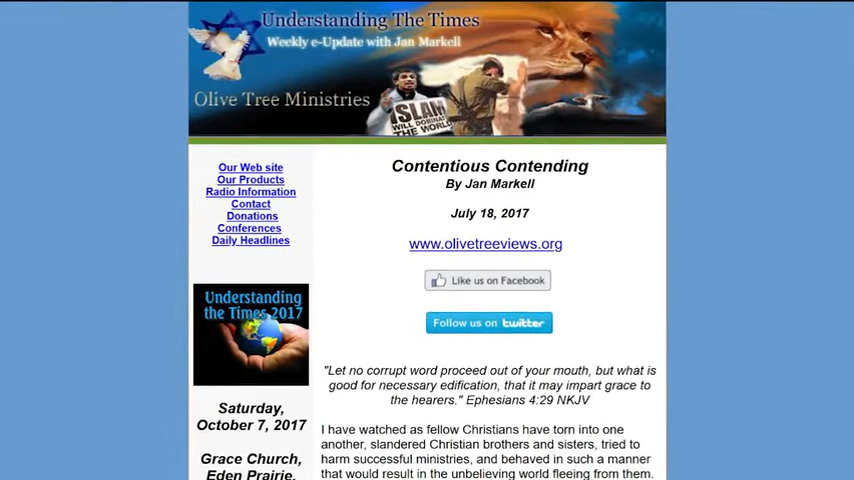 Understanding The Times
Weekly e-Update with Jan Markell
Olive Tree Ministries
ISLAM
WILL DOMINATE
THE WORLD
Our Web site
Our Products
Radio Information
Contact
Donations
Conferences
Daily Headlines
Understanding
the Times 2017
Saturday,
October 7, 2017
Grace Church,
Eden Prairie,
Contentious Contending
By Jan Markell
July 18, 2017
www.olivetreeviews.org
Like us on Facebook
Follow us on twitter
"Let no corrupt word proceed out of your mouth, but what is
good for necessary edification, that it may impart grace to
the hearers." Ephesians 4:29 NKJV
I have watched as fellow Christians have torn into one
another, slandered Christian brothers and sisters, tried to
harm successful ministries, and behaved in such a manner
that would result in the unbelieving world fleeing from them.